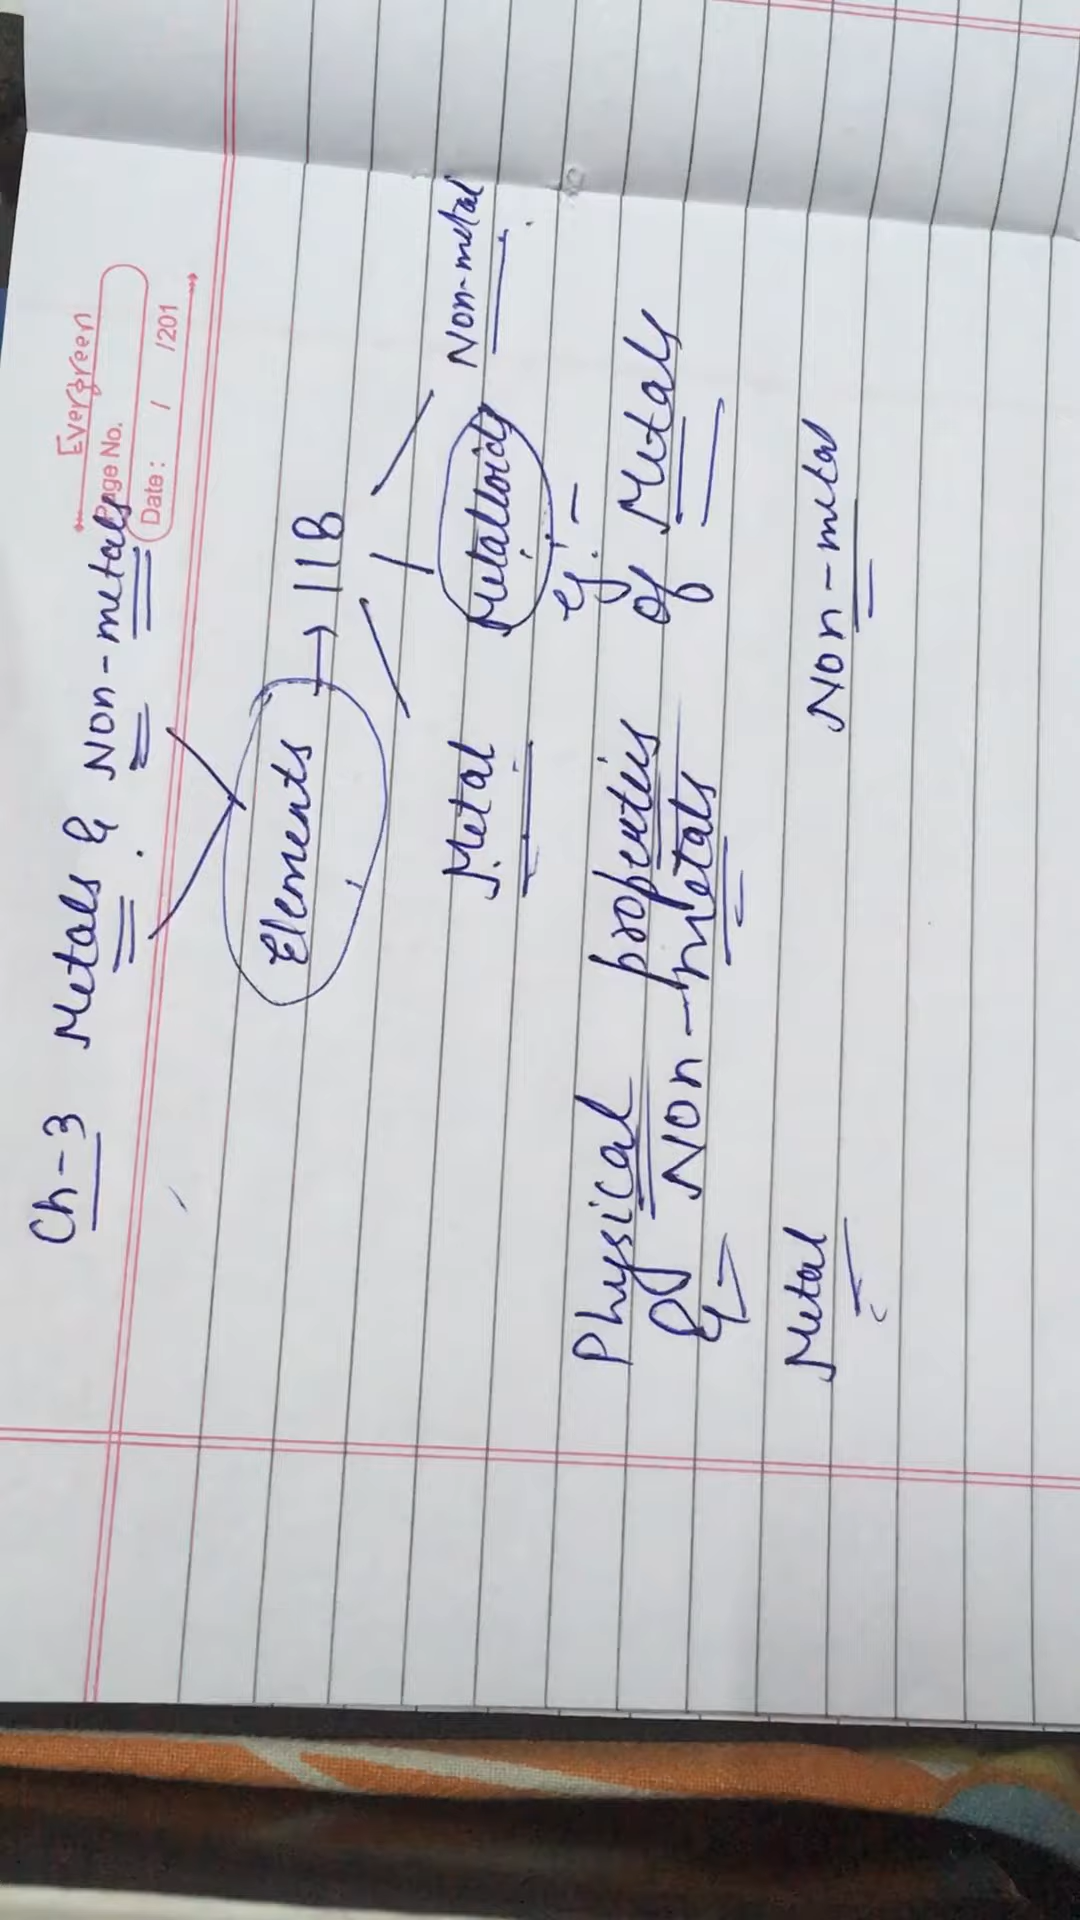 Evergreen
Page No.
Date : / /201
Ch-3 Metals & Non-metals
Elements → 118
Metal Metalloids Non-metal
eg:-
Physical properties of Metals
& Non-metals
Metal Non-metal